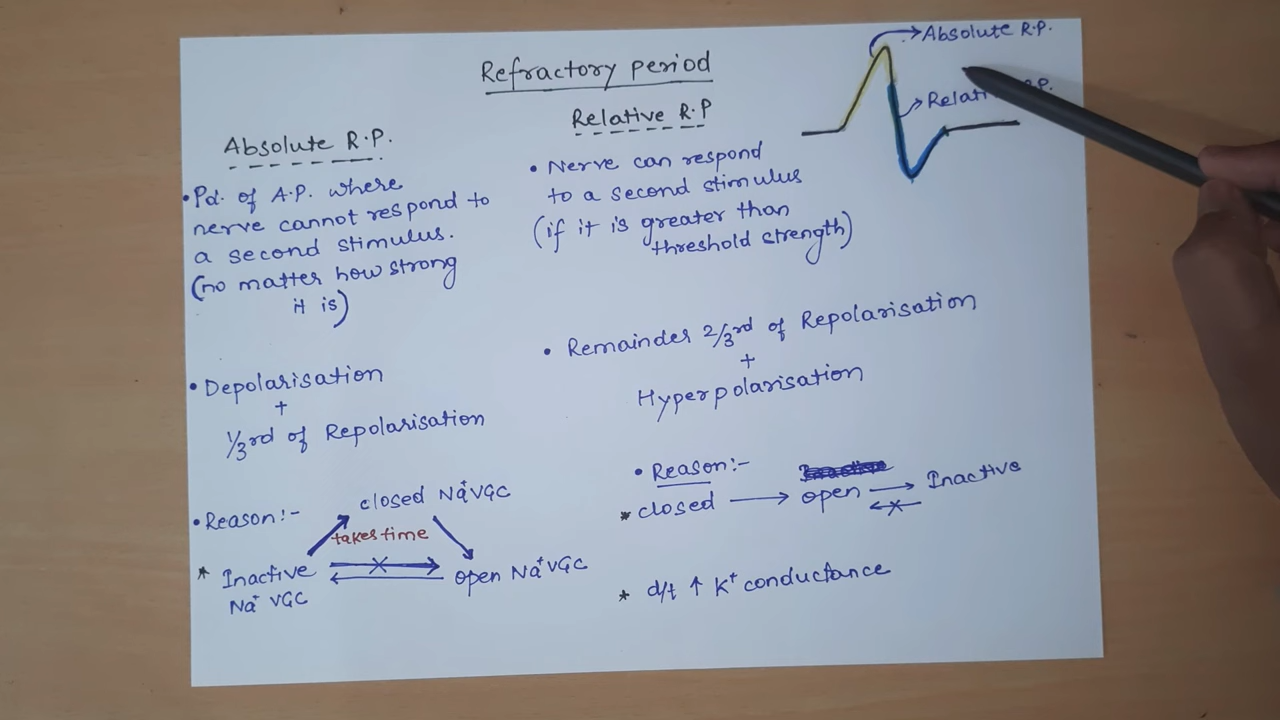 Refractory period
Absolute R.P.
• Pd. of A.P. where
nerve cannot respond to
a second stimulus.
(no matter how strong
it is)
• Depolarisation
+
1/3rd of Repolarisation
• Reason:-
closed Na⁺VGC
takes time
* Inactive
Na⁺ VGC
open Na⁺VGC
Relative R.P
• Nerve can respond
to a second stimulus
(if it is greater than
threshold strength)
• Remainder 2/3rd of Repolarisation
+
Hyperpolarisation
• Reason:-
* closed → open → Inactive
* d/t ↑ K⁺ conductance
Absolute R.P.